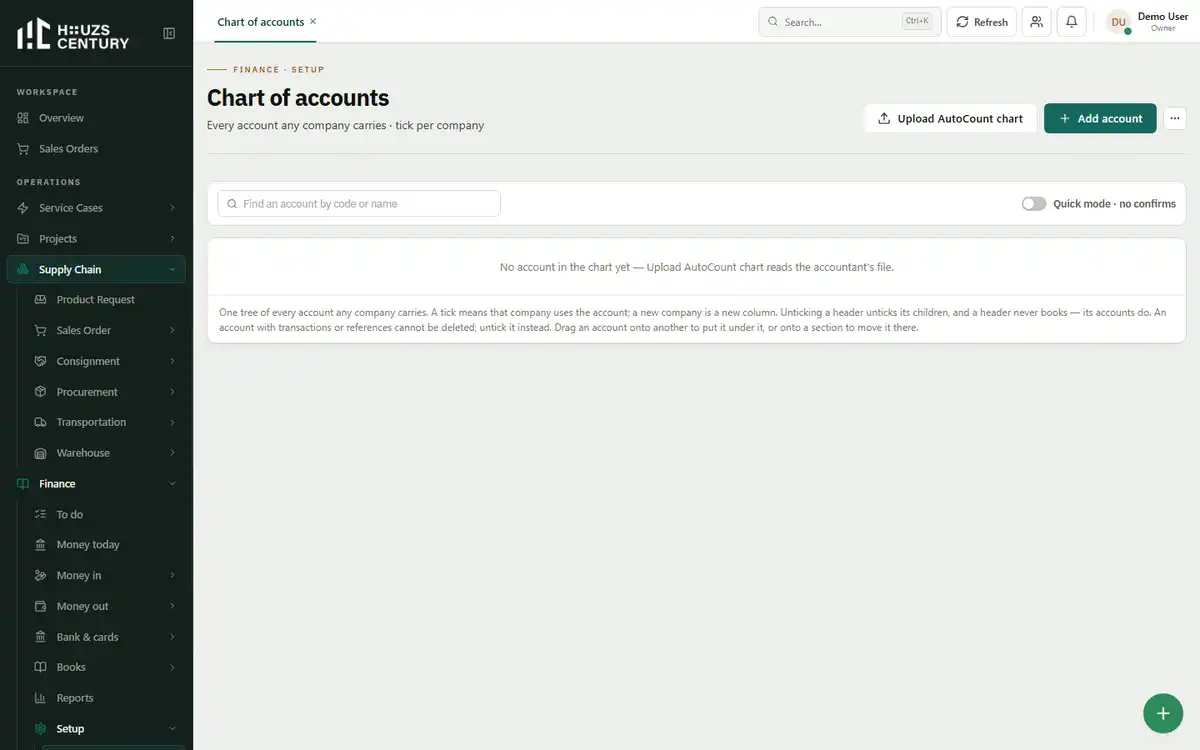 HOUZS
CENTURY
WORKSPACE
Overview
Sales Orders
OPERATIONS
Service Cases
Projects
Supply Chain
Product Request
Sales Order
Consignment
Procurement
Transportation
Warehouse
Finance
To do
Money today
Money in
Money out
Bank & cards
Books
Reports
Setup
Chart of accounts ×
Search...
Ctrl+K
Refresh
DU
Demo User
Owner
FINANCE · SETUP
Chart of accounts
Every account any company carries · tick per company
Upload AutoCount chart
+ Add account
Find an account by code or name
Quick mode · no confirms
No account in the chart yet — Upload AutoCount chart reads the accountant's file.
One tree of every account any company carries. A tick means that company uses the account; a new company is a new column. Unticking a header unticks its children, and a header never books — its accounts do. An
account with transactions or references cannot be deleted; untick it instead. Drag an account onto another to put it under it, or onto a section to move it there.